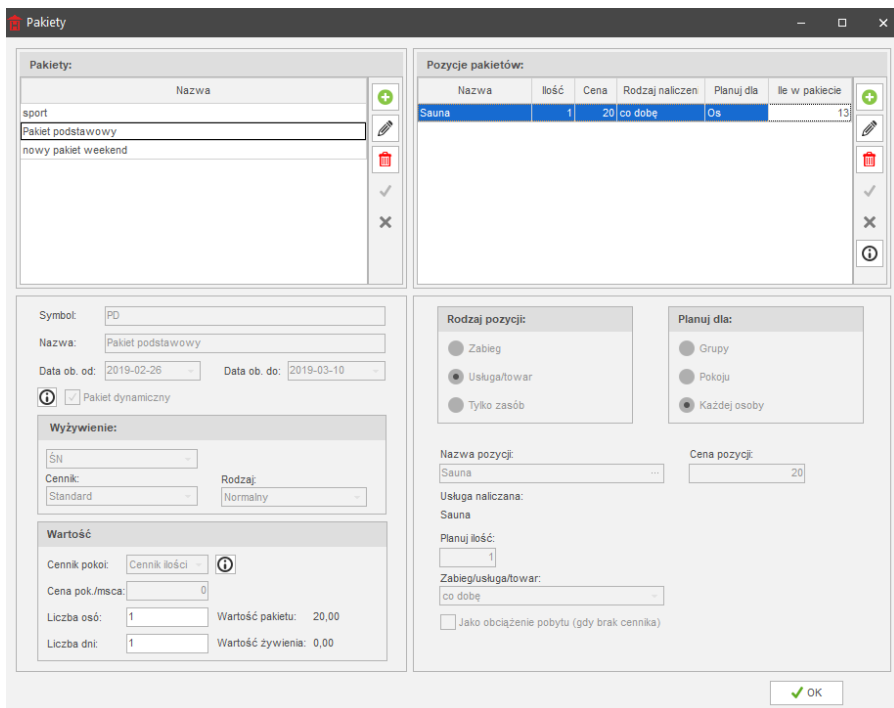 Pakiety
Pakiety:
Nazwa
sport
Pakiet podstawowy
nowy pakiet weekend
Pozycje pakietów:
Nazwa Ilość Cena Rodzaj naliczen Planuj dla Ile w pakiecie
Sauna 1 20 co dobę Os 13
Symbol: PD
Nazwa: Pakiet podstawowy
Data ob. od: 2019-02-26 Data ob. do: 2019-03-10
Pakiet dynamiczny
Wyżywienie:
ŚN
Cennik: Rodzaj:
Standard Normalny
Wartość
Cennik pokoi: Cennik ilości
Cena pok./msca: 0
Liczba osó: 1 Wartość pakietu: 20,00
Liczba dni: 1 Wartość żywienia: 0,00
Rodzaj pozycji:
Zabieg
Usługa/towar
Tylko zasób
Planuj dla:
Grupy
Pokoju
Każdej osoby
Nazwa pozycji: Cena pozycji:
Sauna ... 20
Usługa naliczana:
Sauna
Planuj ilość:
1
Zabieg/usługa/towar:
co dobę
Jako obciążenie pobytu (gdy brak cennika)
OK